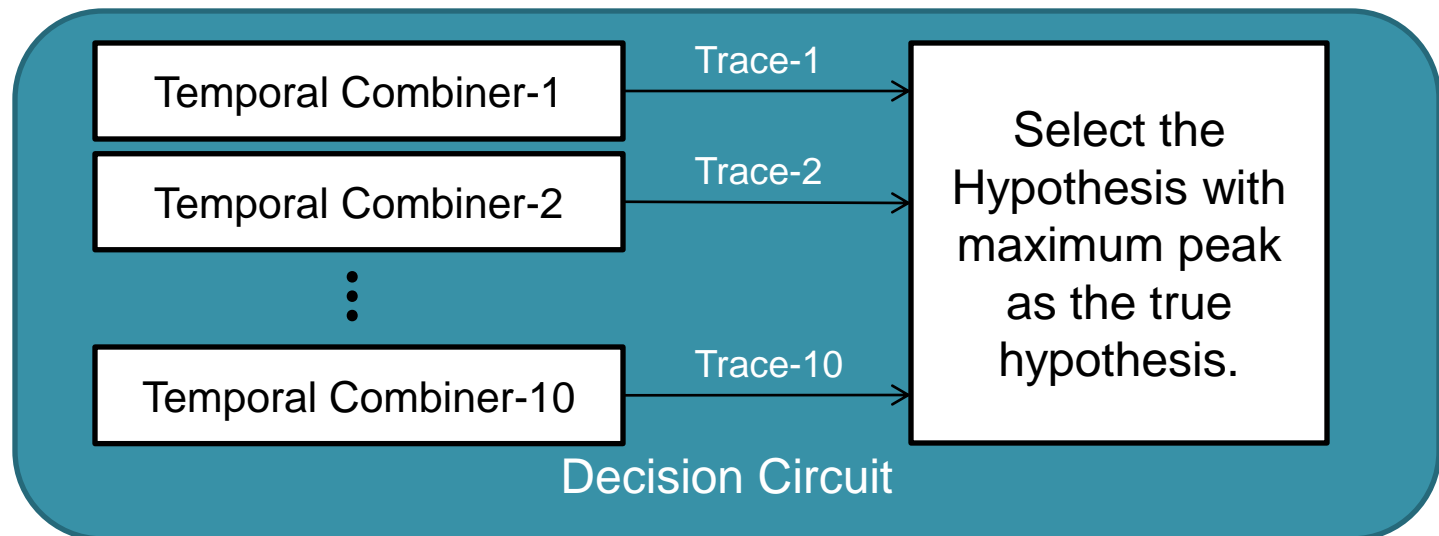 Temporal Combiner-1
Trace-1
Temporal Combiner-2
Trace-2
Temporal Combiner-10
Trace-10
Select the
Hypothesis with
maximum peak
as the true
hypothesis.
Decision Circuit